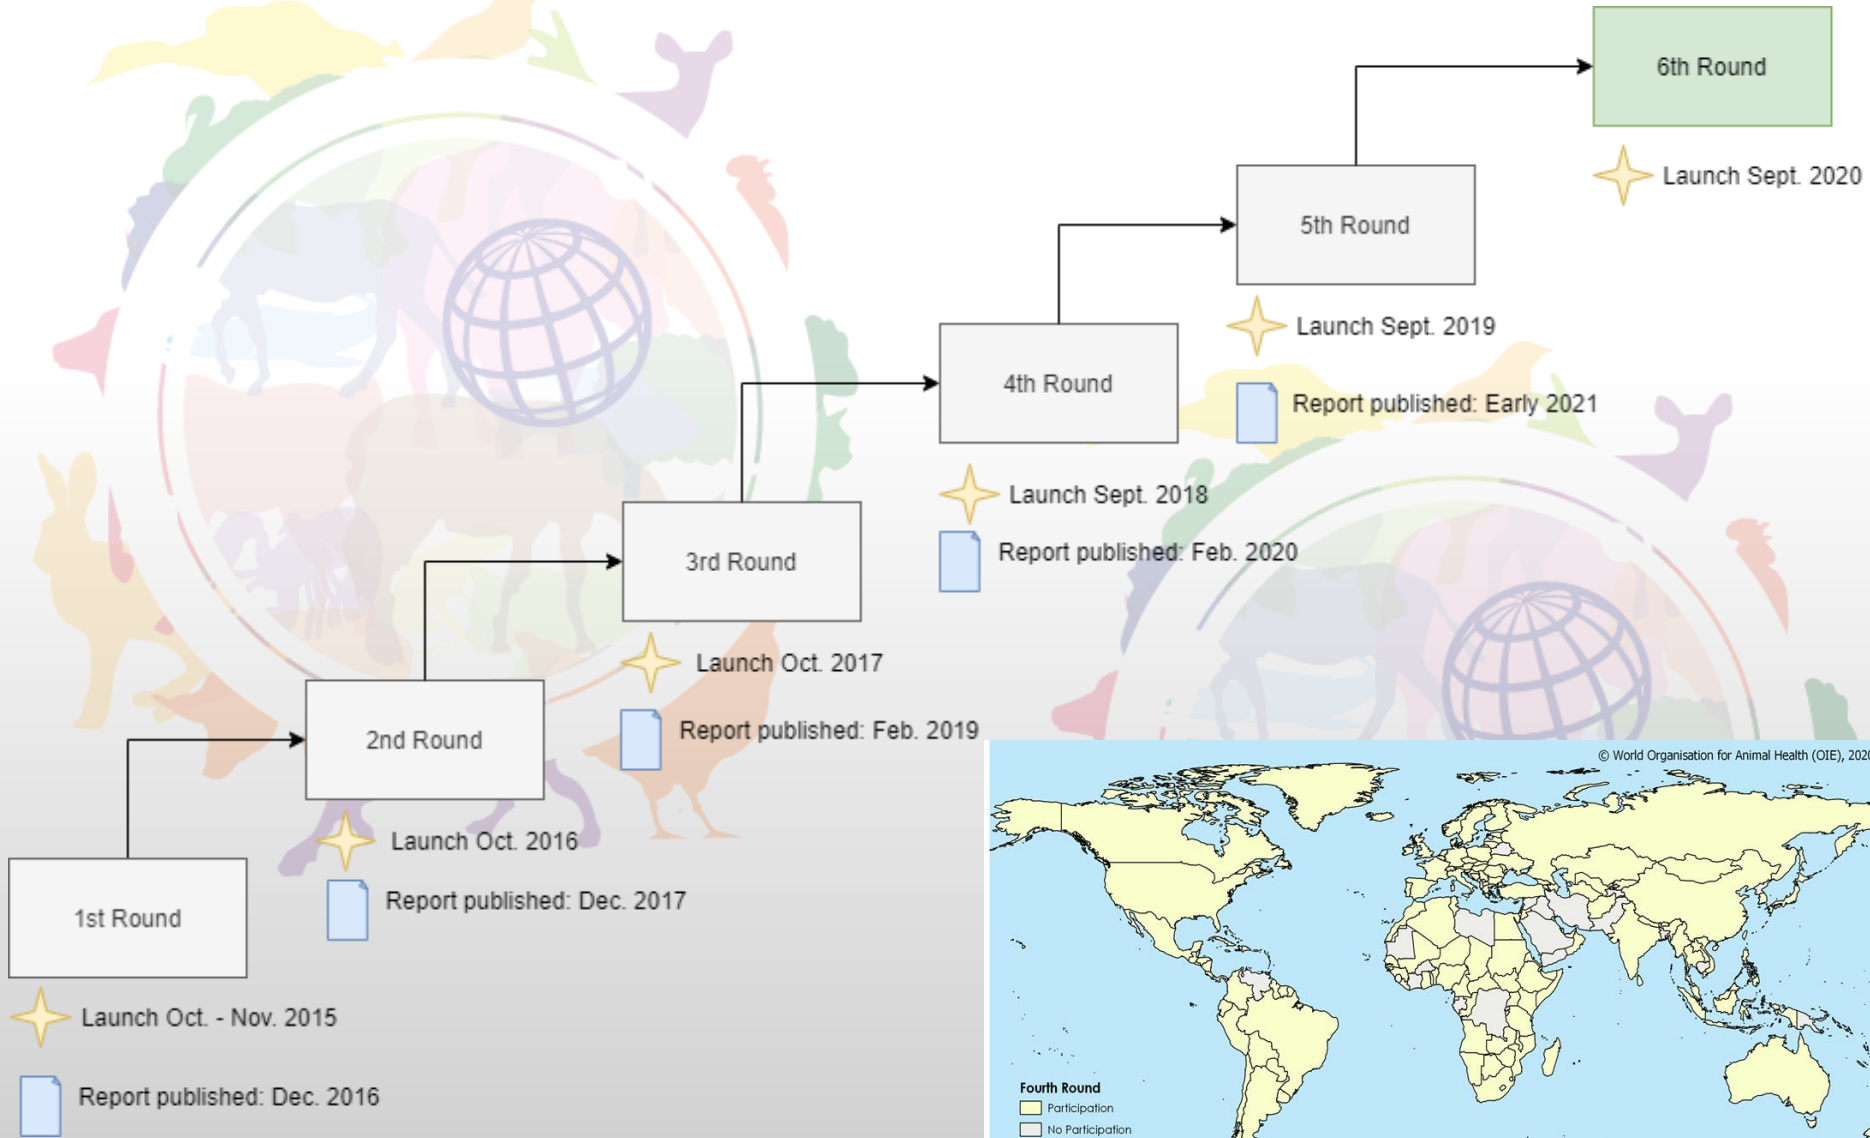 6th Round
Launch Sept. 2020
5th Round
Launch Sept. 2019
Report published: Early 2021
4th Round
Launch Sept. 2018
Report published: Feb. 2020
3rd Round
Launch Oct. 2017
Report published: Feb. 2019
2nd Round
Launch Oct. 2016
Report published: Dec. 2017
1st Round
Launch Oct. - Nov. 2015
Report published: Dec. 2016
© World Organisation for Animal Health (OIE), 2020
Fourth Round
Participation
No Participation